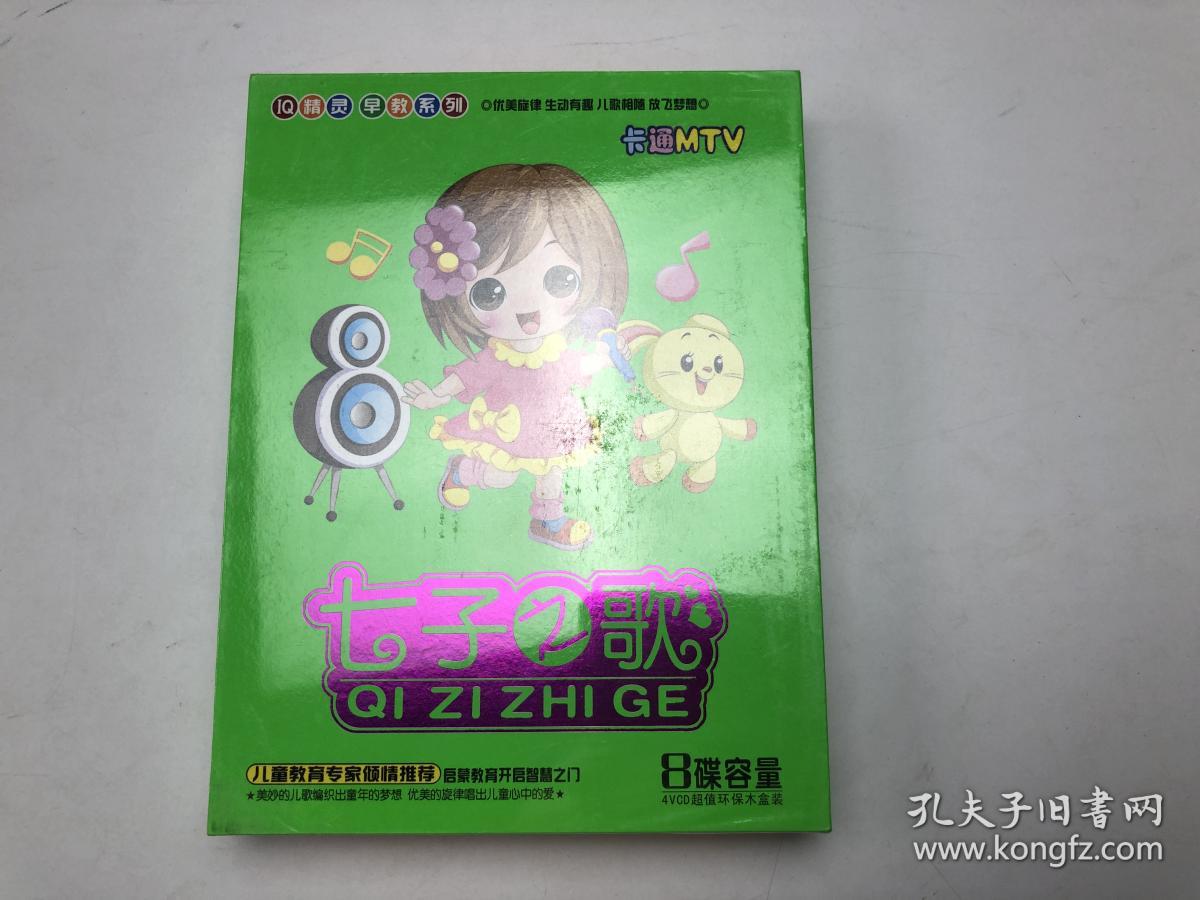 IQ精灵 早教系列 ◎优美旋律 生动有趣 儿歌相随 放飞梦想◎
卡通MTV
七子之歌
QI ZI ZHI GE
儿童教育专家倾情推荐 启蒙教育开启智慧之门
★美妙的儿歌编织出童年的梦想 优美的旋律唱出儿童心中的爱★
8碟容量
4VCD超值环保木盒装
孔夫子旧书网
www.kongfz.com